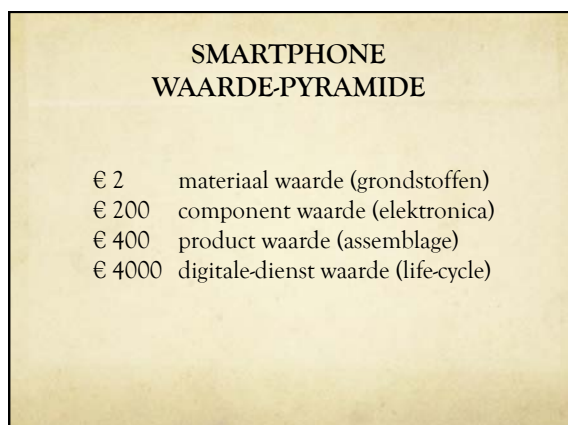 SMARTPHONE
WAARDE-PYRAMIDE
€ 2 materiaal waarde (grondstoffen)
€ 200 component waarde (elektronica)
€ 400 product waarde (assemblage)
€ 4000 digitale-dienst waarde (life-cycle)